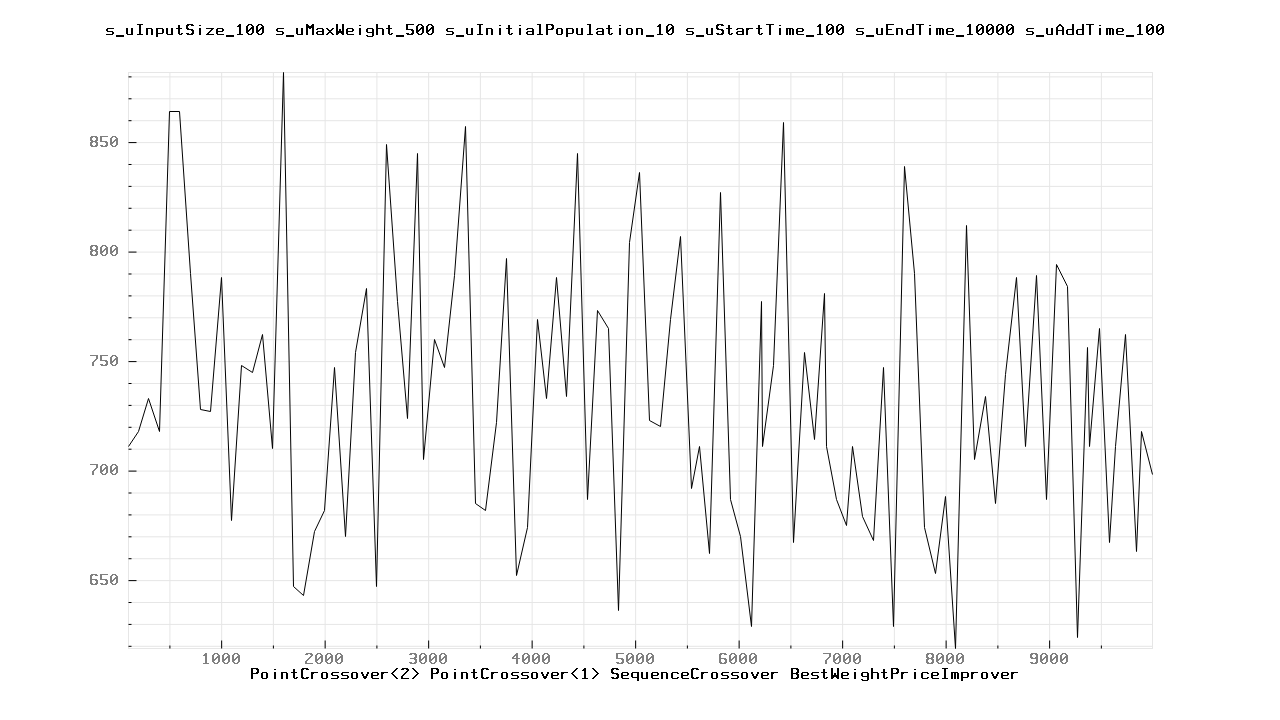 s_uInputSize_100 s_uMaxWeight_500 s_uInitialPopulation_10 s_uStartTime_100 s_uEndTime_10000 s_uAddTime_100
850
800
750
700
650
1000 2000 3000 4000 5000 6000 7000 8000 9000
PointCrossover<2> PointCrossover<1> SequenceCrossover BestWeightPriceImprover